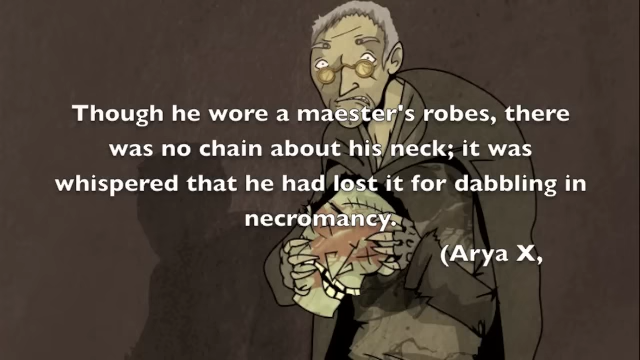 Though he wore a maester's robes, there
was no chain about his neck; it was
whispered that he had lost it for dabbling in
necromancy.
(Arya X,